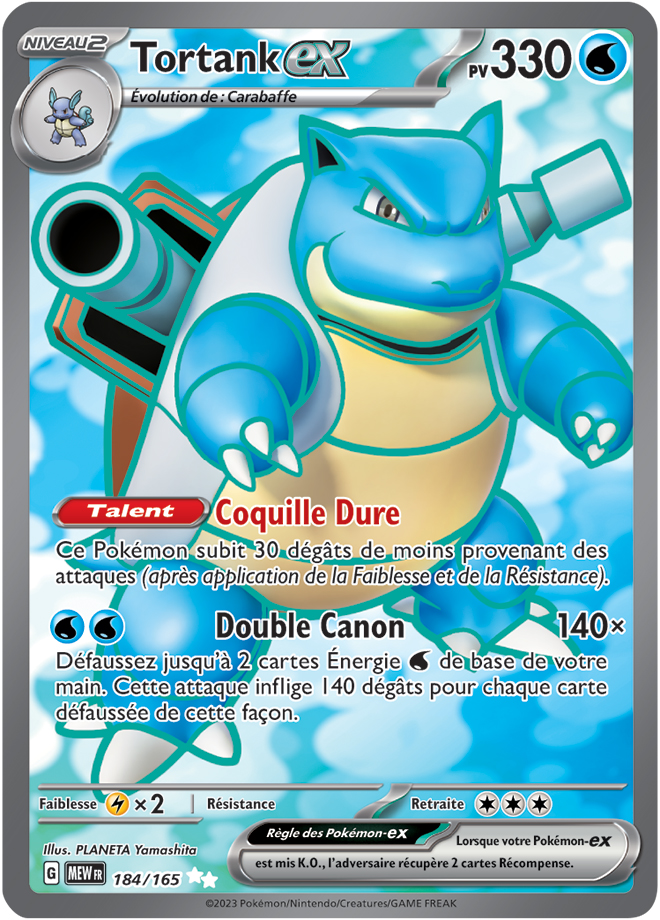 NIVEAU2
Tortank ex
PV 330
Évolution de : Carabaffe
Talent Coquille Dure
Ce Pokémon subit 30 dégâts de moins provenant des
attaques (après application de la Faiblesse et de la Résistance).
Double Canon 140×
Défaussez jusqu'à 2 cartes Énergie de base de votre
main. Cette attaque inflige 140 dégâts pour chaque carte
défaussée de cette façon.
Faiblesse ×2 Résistance Retraite
Illus. PLANETA Yamashita
Règle des Pokémon-ex Lorsque votre Pokémon-ex
est mis K.O., l'adversaire récupère 2 cartes Récompense.
G MEW FR 184/165
©2023 Pokémon/Nintendo/Creatures/GAME FREAK